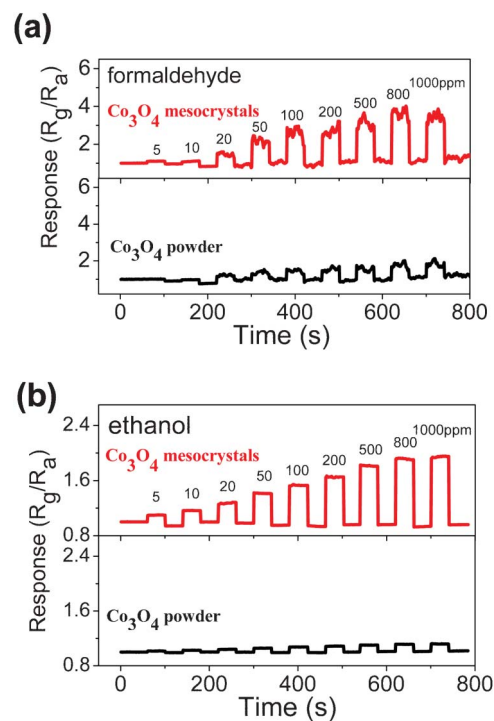 (a)
formaldehyde
Co3O4 mesocrystals
5 10 20 50 100 200 500 800 1000ppm
6
4
2
Co3O4 powder
6
4
2
Response (Rg/Ra)
0 200 400 600 800
Time (s)
(b)
ethanol
Co3O4 mesocrystals
5 10 20 50 100 200 500 800 1000ppm
2.4
1.6
0.8
Co3O4 powder
2.4
1.6
0.8
Response (Rg/Ra)
0 200 400 600 800
Time (s)